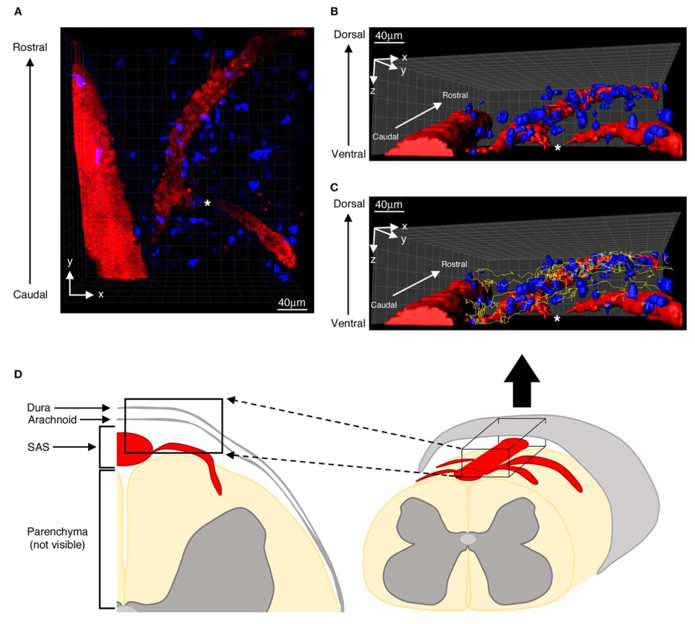 A
Rostral
Caudal
y
x
*
40μm
B
Dorsal
40μm
x
y
z
Rostral
Caudal
Ventral
*
C
Dorsal
40μm
x
y
z
Rostral
Caudal
Ventral
*
D
Dura
Arachnoid
SAS
Parenchyma
(not visible)